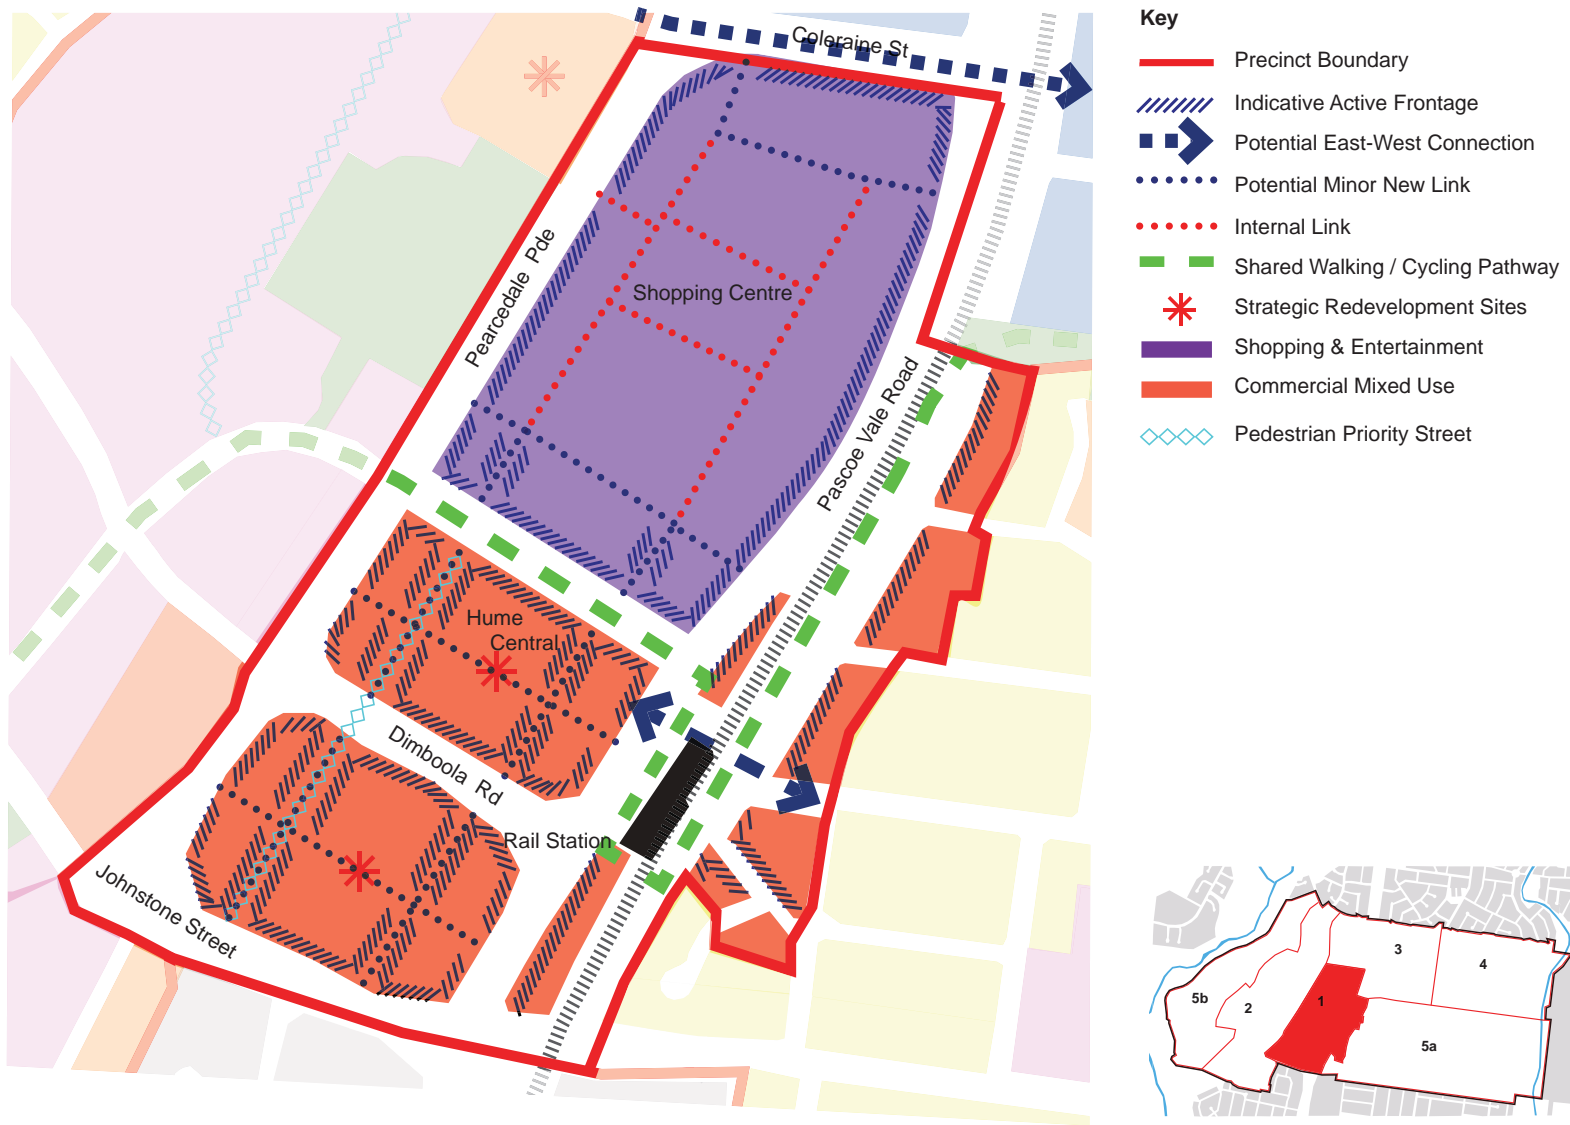 Coleraine St
Pearcedale Pde
Shopping Centre
Pascoe Vale Road
Hume
Central
Dimboola Rd
Rail Station
Johnstone Street
Key
Precinct Boundary
Indicative Active Frontage
Potential East-West Connection
Potential Minor New Link
Internal Link
Shared Walking / Cycling Pathway
Strategic Redevelopment Sites
Shopping & Entertainment
Commercial Mixed Use
Pedestrian Priority Street
3
4
5b
2
1
5a